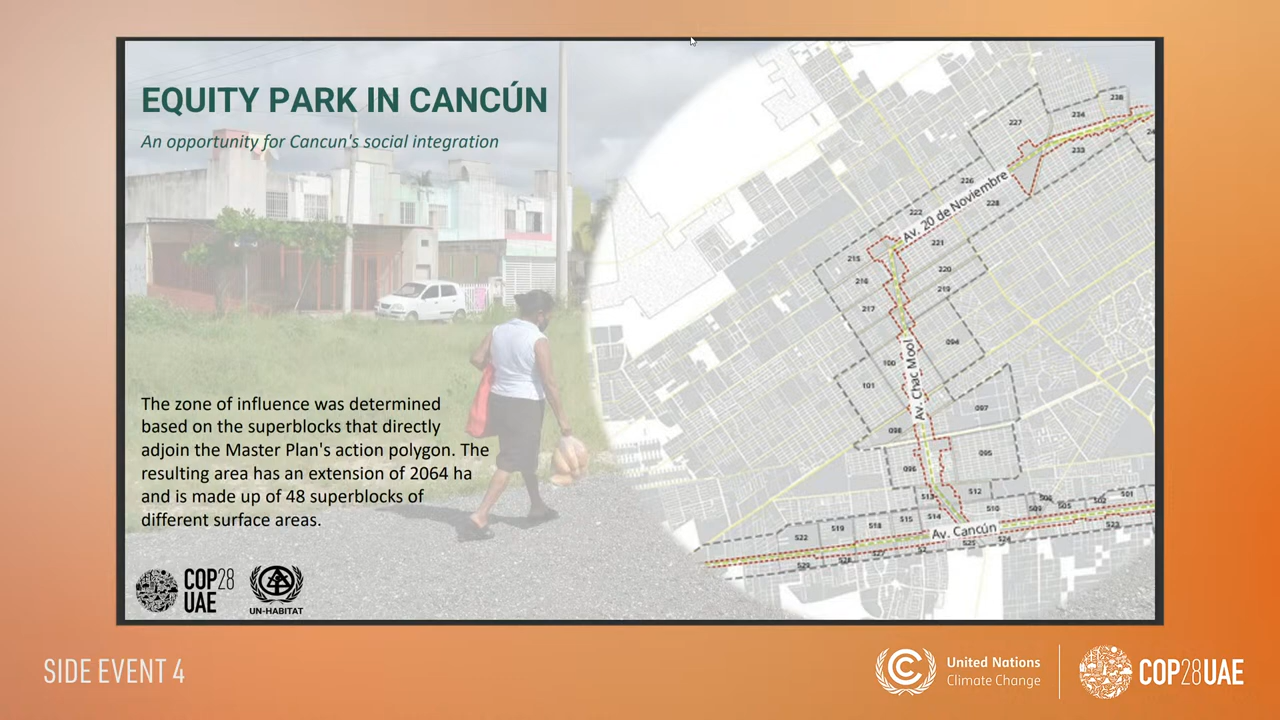 EQUITY PARK IN CANCÚN
An opportunity for Cancun's social integration
The zone of influence was determined
based on the superblocks that directly
adjoin the Master Plan's action polygon. The
resulting area has an extension of 2064 ha
and is made up of 48 superblocks of
different surface areas.
COP28
UAE
UN-HABITAT
238
234
227
233
Av. 20 de Noviembre
226
228
222
221
215
220
216
219
217
094
Av. Chac Mool
100
101
097
098
095
096
512
513
510
509
505
502
501
514
515
518
519
522
523
Av. Cancún
SIDE EVENT 4
United Nations
Climate Change
COP28UAE